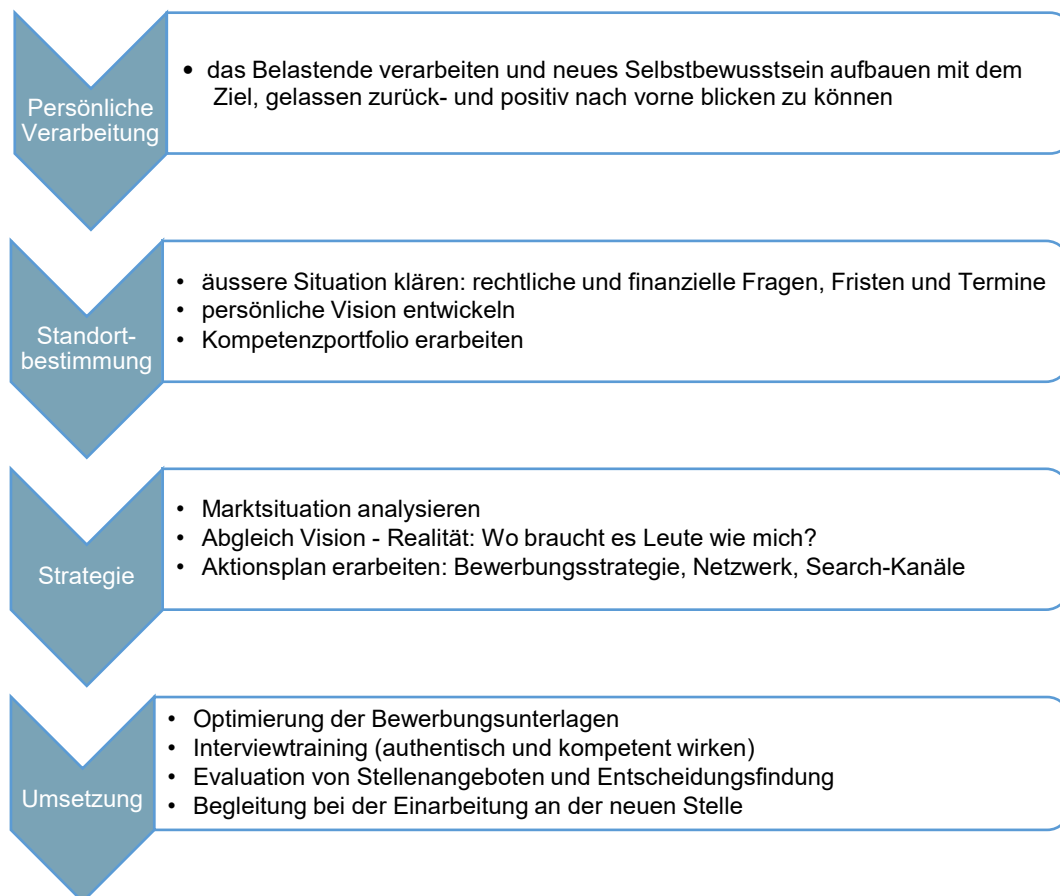 Persönliche
Verarbeitung
• das Belastende verarbeiten und neues Selbstbewusstsein aufbauen mit dem
Ziel, gelassen zurück- und positiv nach vorne blicken zu können
Standort-
bestimmung
• äussere Situation klären: rechtliche und finanzielle Fragen, Fristen und Termine
• persönliche Vision entwickeln
• Kompetenzportfolio erarbeiten
Strategie
• Marktsituation analysieren
• Abgleich Vision - Realität: Wo braucht es Leute wie mich?
• Aktionsplan erarbeiten: Bewerbungsstrategie, Netzwerk, Search-Kanäle
Umsetzung
• Optimierung der Bewerbungsunterlagen
• Interviewtraining (authentisch und kompetent wirken)
• Evaluation von Stellenangeboten und Entscheidungsfindung
• Begleitung bei der Einarbeitung an der neuen Stelle